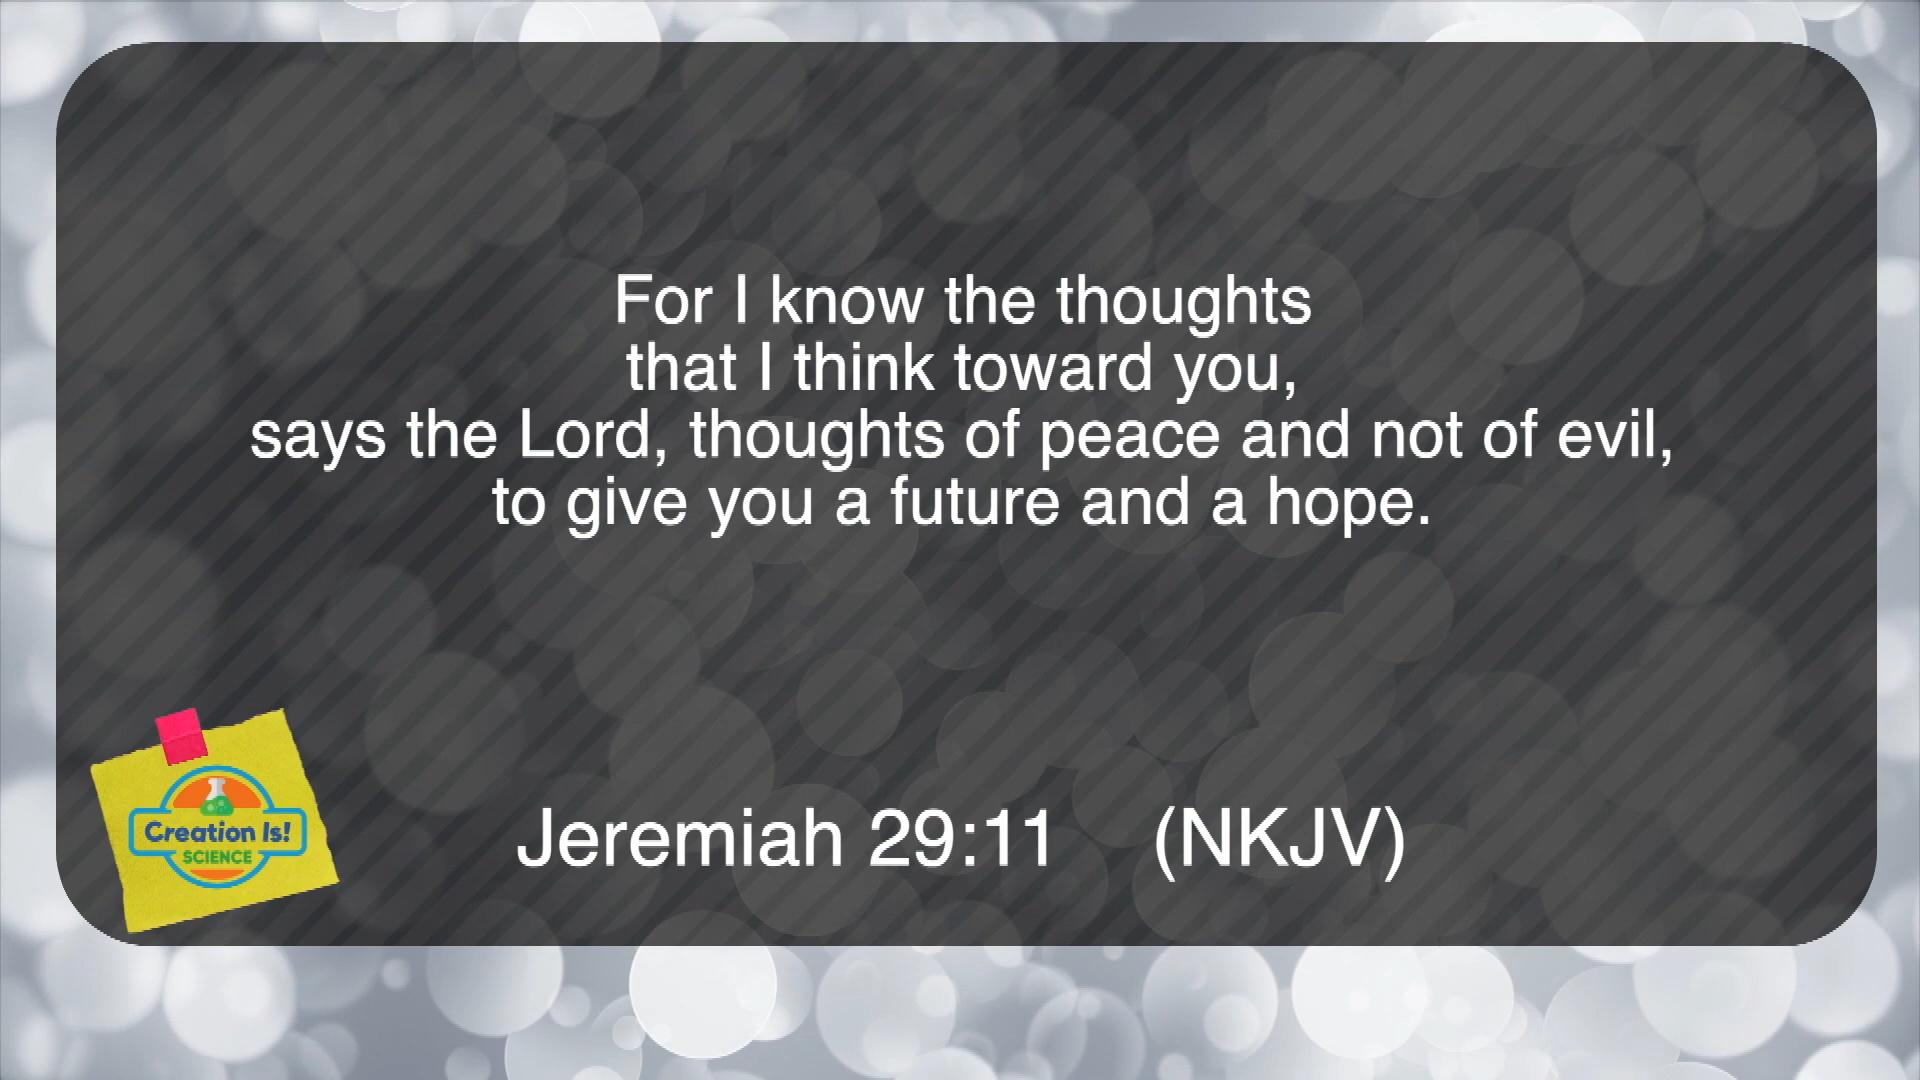 For I know the thoughts
that I think toward you,
says the Lord, thoughts of peace and not of evil,
to give you a future and a hope.
Creation Is!
SCIENCE
Jeremiah 29:11 (NKJV)